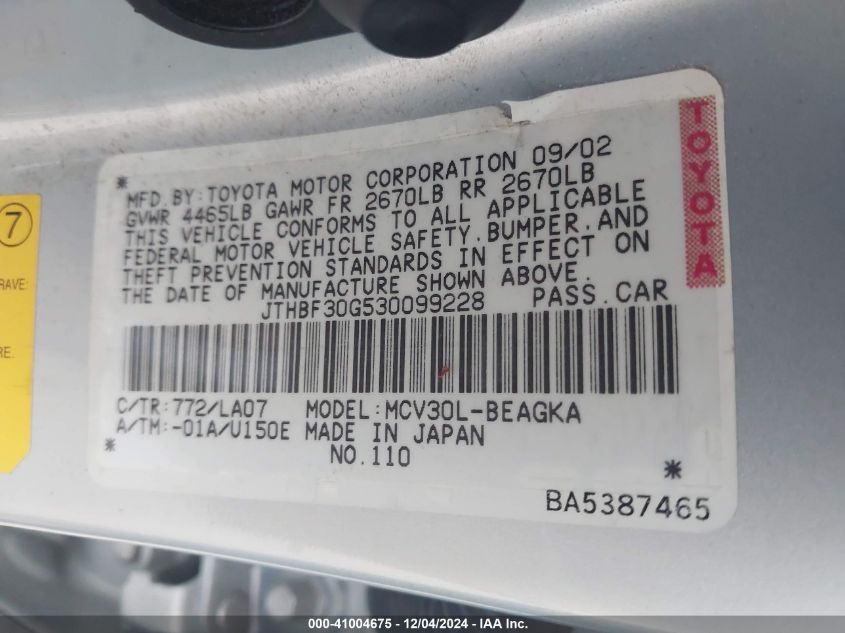 MFD. BY: TOYOTA MOTOR CORPORATION 09/02
GVWR 4465LB GAWR FR 2670LB RR 2670LB
THIS VEHICLE CONFORMS TO ALL APPLICABLE
FEDERAL MOTOR VEHICLE SAFETY, BUMPER, AND
THEFT PREVENTION STANDARDS IN EFFECT ON
THE DATE OF MANUFACTURE SHOWN ABOVE.
JTHBF30G530099228 PASS. CAR
C/TR: 772/LA07 MODEL: MCV30L-BEAGKA
A/TM: -01A/U150E MADE IN JAPAN
NO. 110
BA5387465
TOYOTA
7
RAVE:
RE.
000-41004675 - 12/04/2024 - IAA Inc.